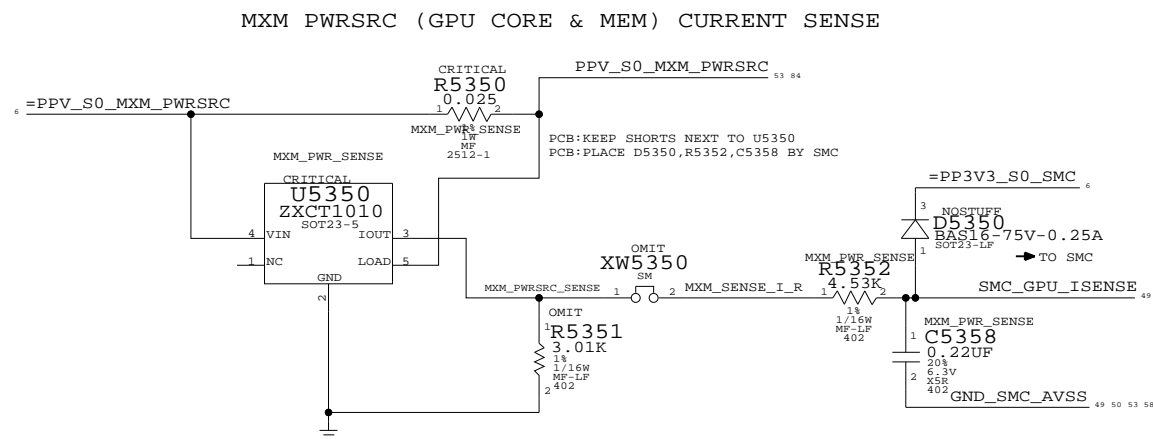 MXM PWRSRC (GPU CORE & MEM) CURRENT SENSE
CRITICAL
R5350
0.025
1 2
1%
1W
MF
2512-1
MXM_PWR_SENSE
PPV_S0_MXM_PWRSRC
53 84
6 =PPV_S0_MXM_PWRSRC
PCB:KEEP SHORTS NEXT TO U5350
PCB:PLACE D5350,R5352,C5358 BY SMC
MXM_PWR_SENSE
CRITICAL
U5350
ZXCT1010
SOT23-5
4 VIN IOUT 3
1 NC LOAD 5
GND
2
=PP3V3_S0_SMC
6
3
NOSTUFF
D5350
BAS16-75V-0.25A
SOT23-LF
1
TO SMC
OMIT
XW5350
SM
1 2
MXM_PWRSRC_SENSE
MXM_SENSE_I_R
MXM_PWR_SENSE
R5352
4.53K
1 2
1%
1/16W
MF-LF
402
SMC_GPU_ISENSE
49
OMIT
1
R5351
3.01K
1%
1/16W
MF-LF
402
2
MXM_PWR_SENSE
1
C5358
0.22UF
20%
6.3V
X5R
402
2
GND_SMC_AVSS
49 50 53 58